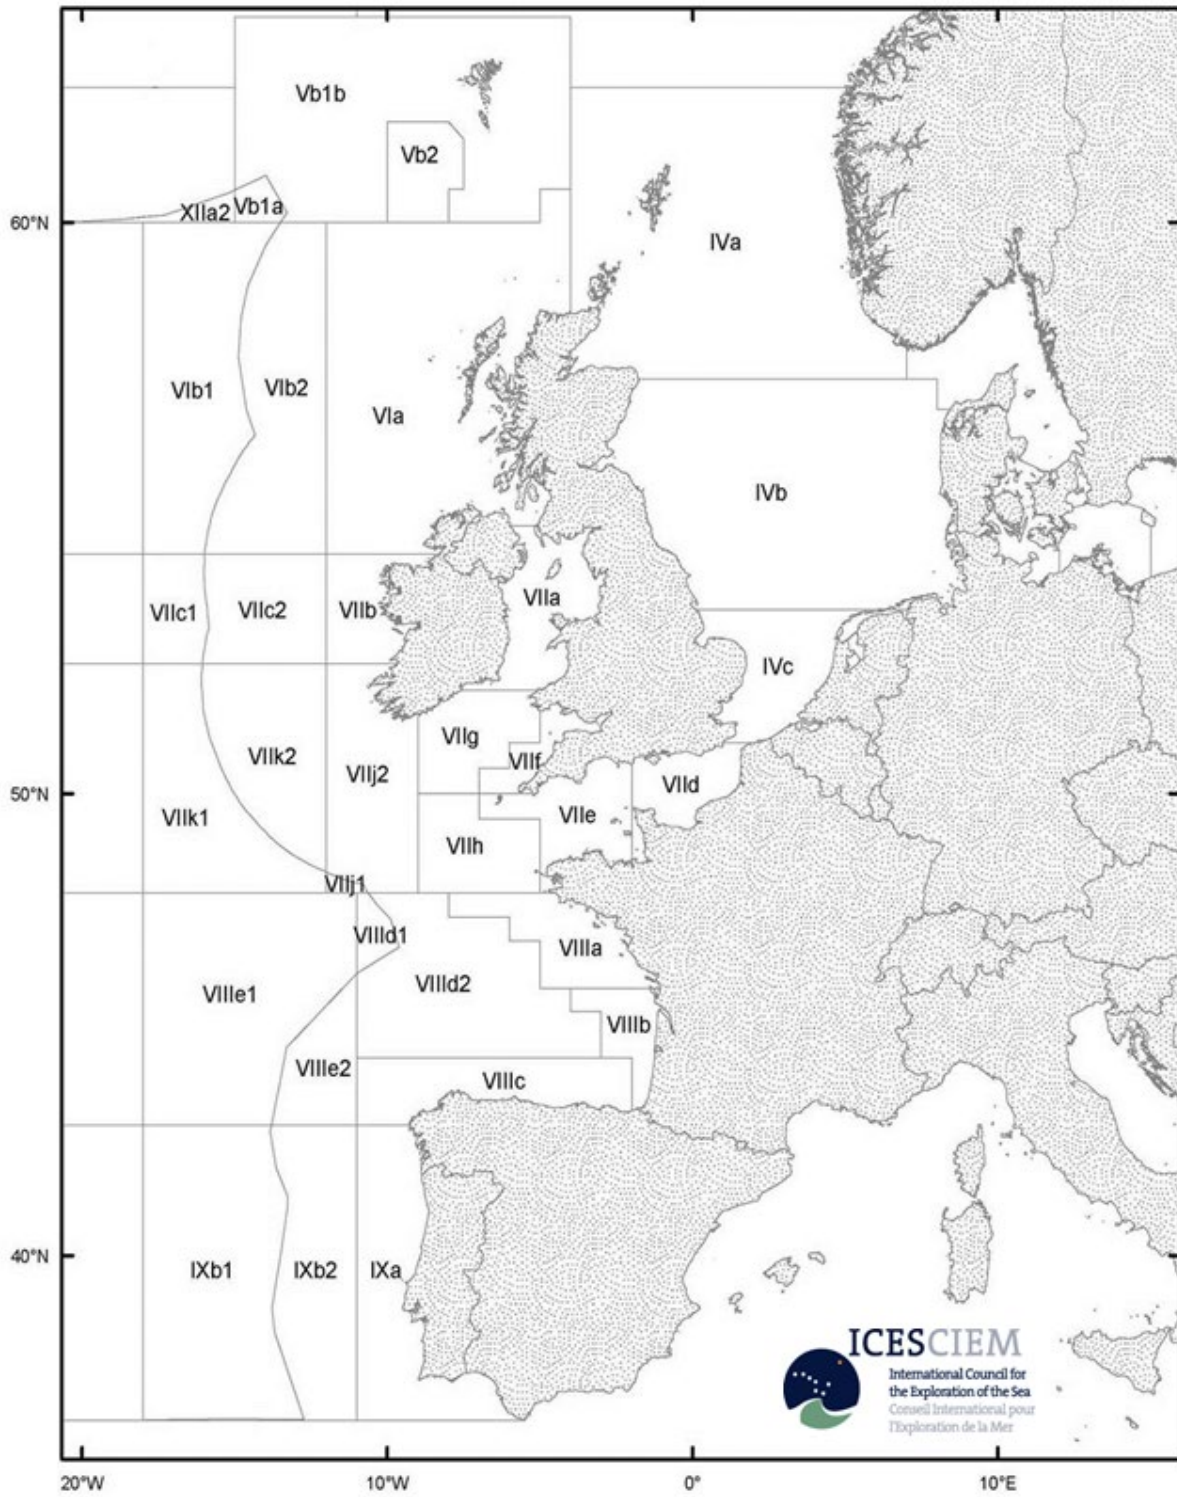 Vb1b
Vb2
XIIa2
Vb1a
60°N
IVa
VIb1
VIb2
VIa
IVb
VIIc1
VIIc2
VIIb
VIIa
IVc
VIIg
VIIf
VIIk2
VIIj2
VIId
50°N
VIIk1
VIIe
VIIh
VIIj1
VIIId1
VIIIa
VIIId2
VIIIe1
VIIIb
VIIIe2
VIIIc
40°N
IXb1
IXb2
IXa
ICESCIEM
International Council for
the Exploration of the Sea
Conseil International pour
l'Exploration de la Mer
20°W
10°W
0°
10°E